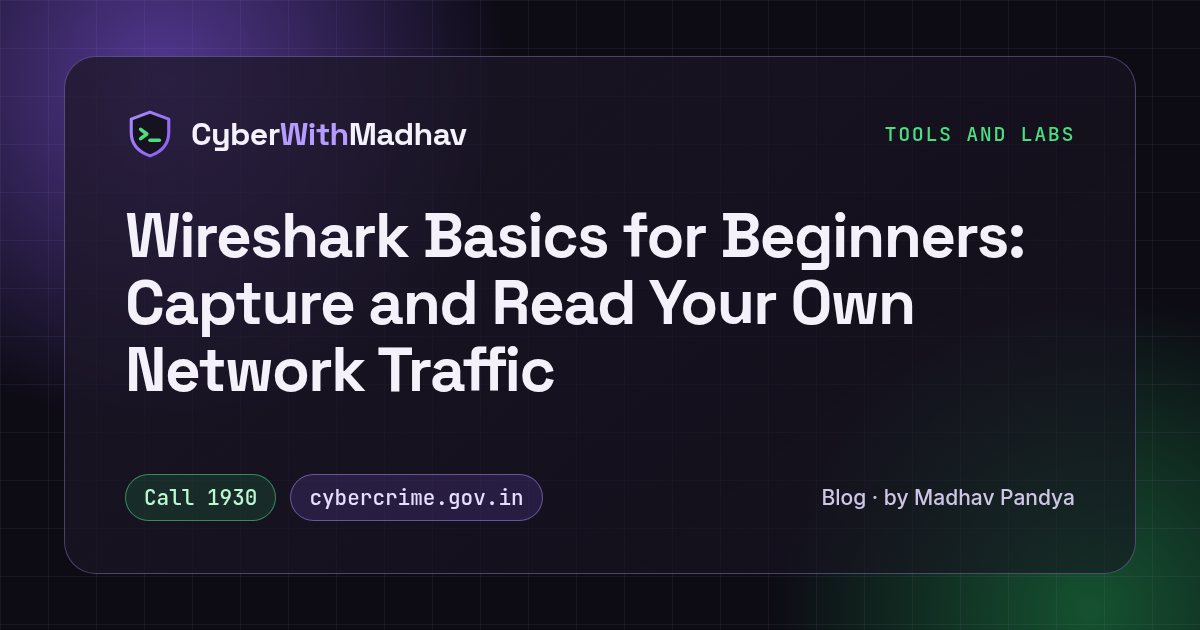 CyberWithMadhav
TOOLS AND LABS
Wireshark Basics for Beginners:
Capture and Read Your Own
Network Traffic
Call 1930
cybercrime.gov.in
Blog · by Madhav Pandya